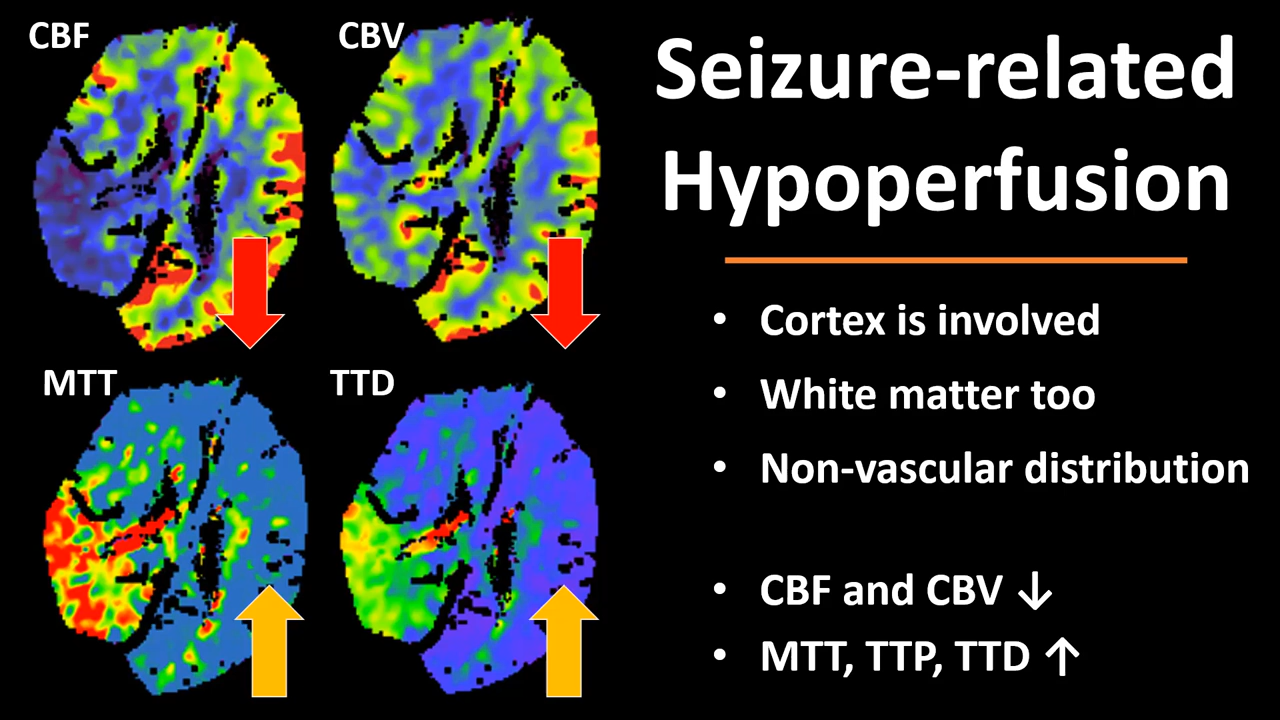 CBF
CBV
MTT
TTD
Seizure-related
Hypoperfusion
• Cortex is involved
• White matter too
• Non-vascular distribution
• CBF and CBV ↓
• MTT, TTP, TTD ↑